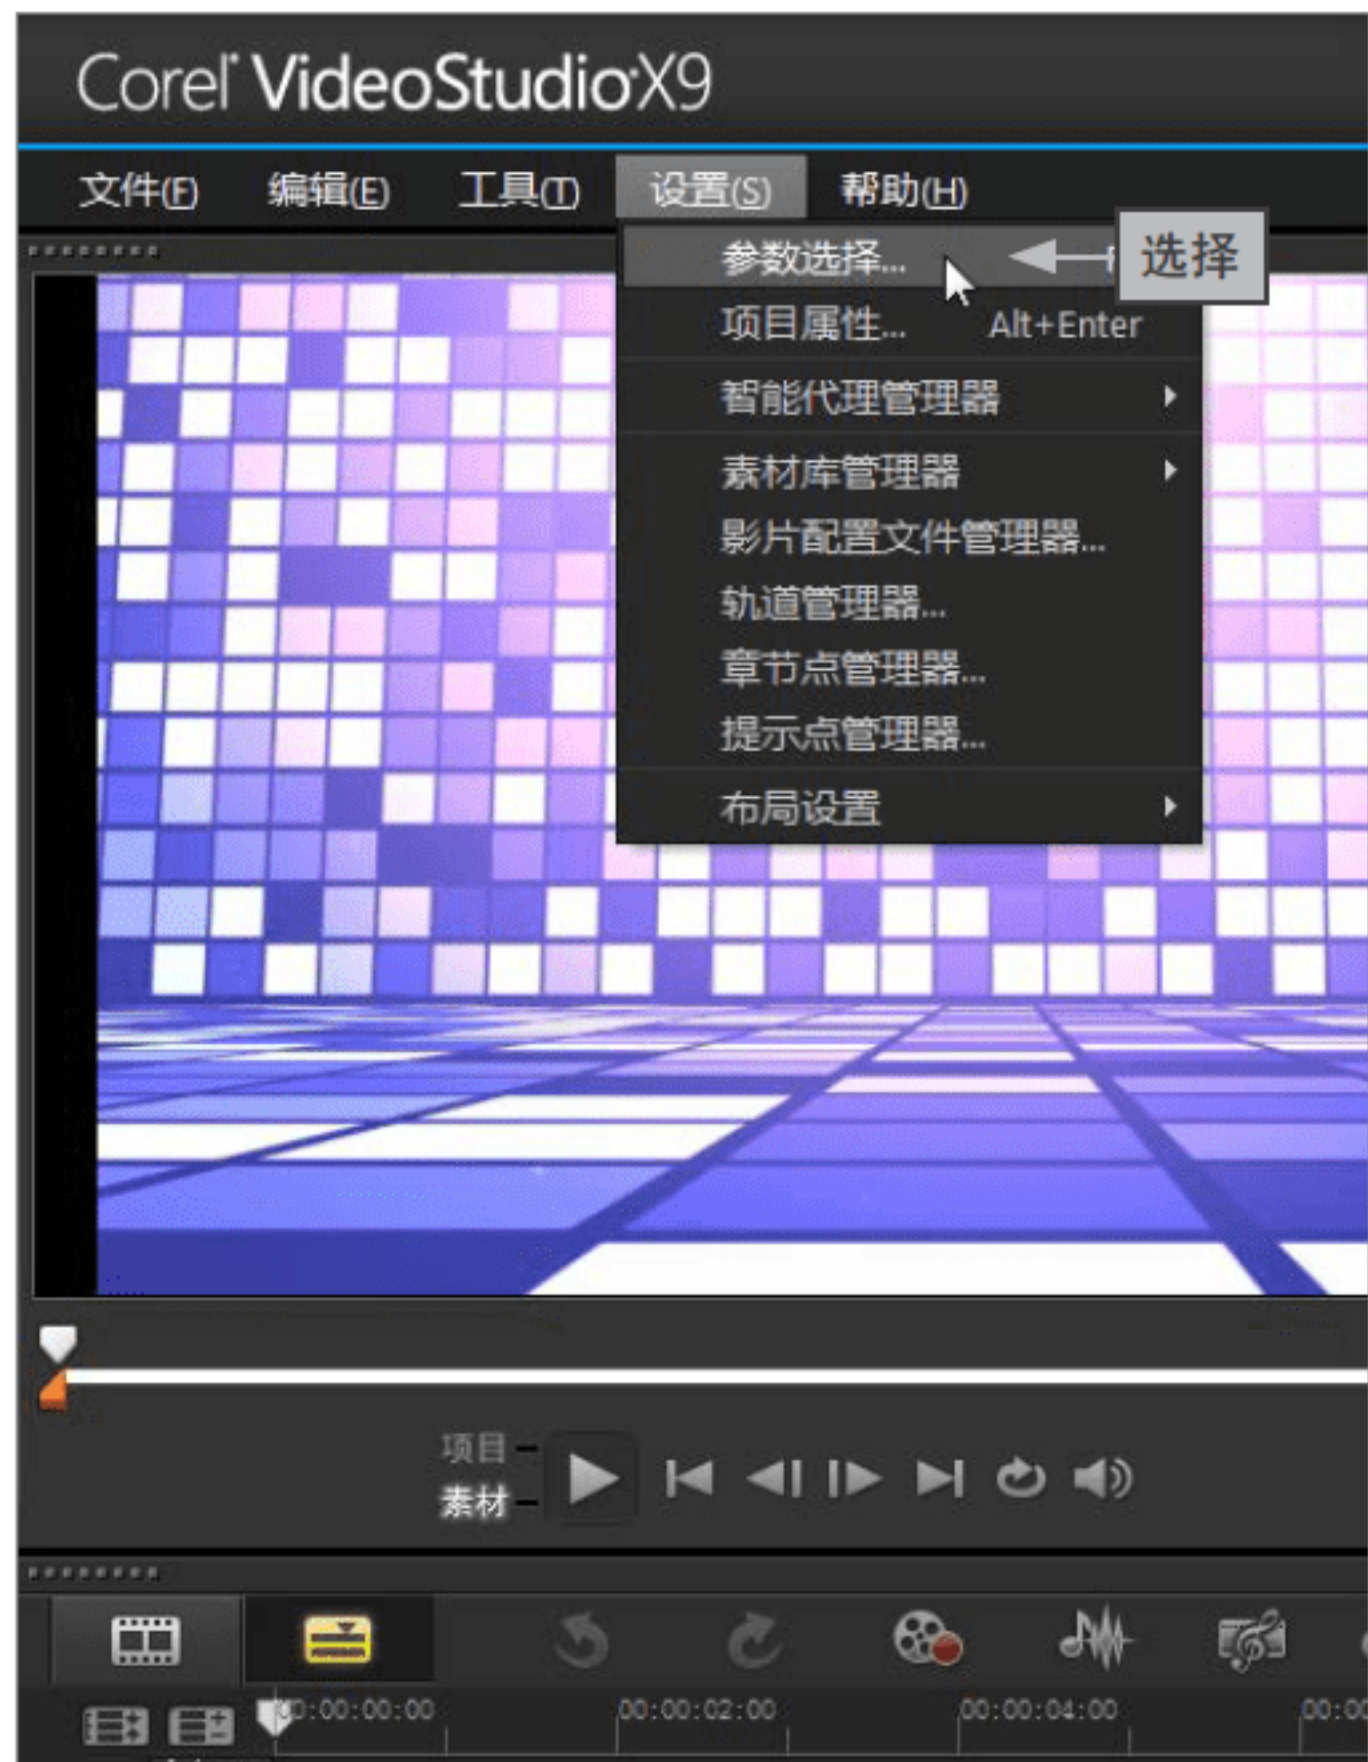 Corel VideoStudio X9
文件(F) 编辑(E) 工具(T) 设置(S) 帮助(H)
参数选择...
选择
项目属性... Alt+Enter
智能代理管理器
素材库管理器
影片配置文件管理器...
轨道管理器...
章节点管理器...
提示点管理器...
布局设置
项目
素材
00:00:00:00 00:00:02:00 00:00:04:00